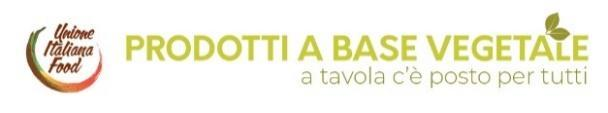 Unione
Italiana
Food
PRODOTTI A BASE VEGETALE
a tavola c'è posto per tutti